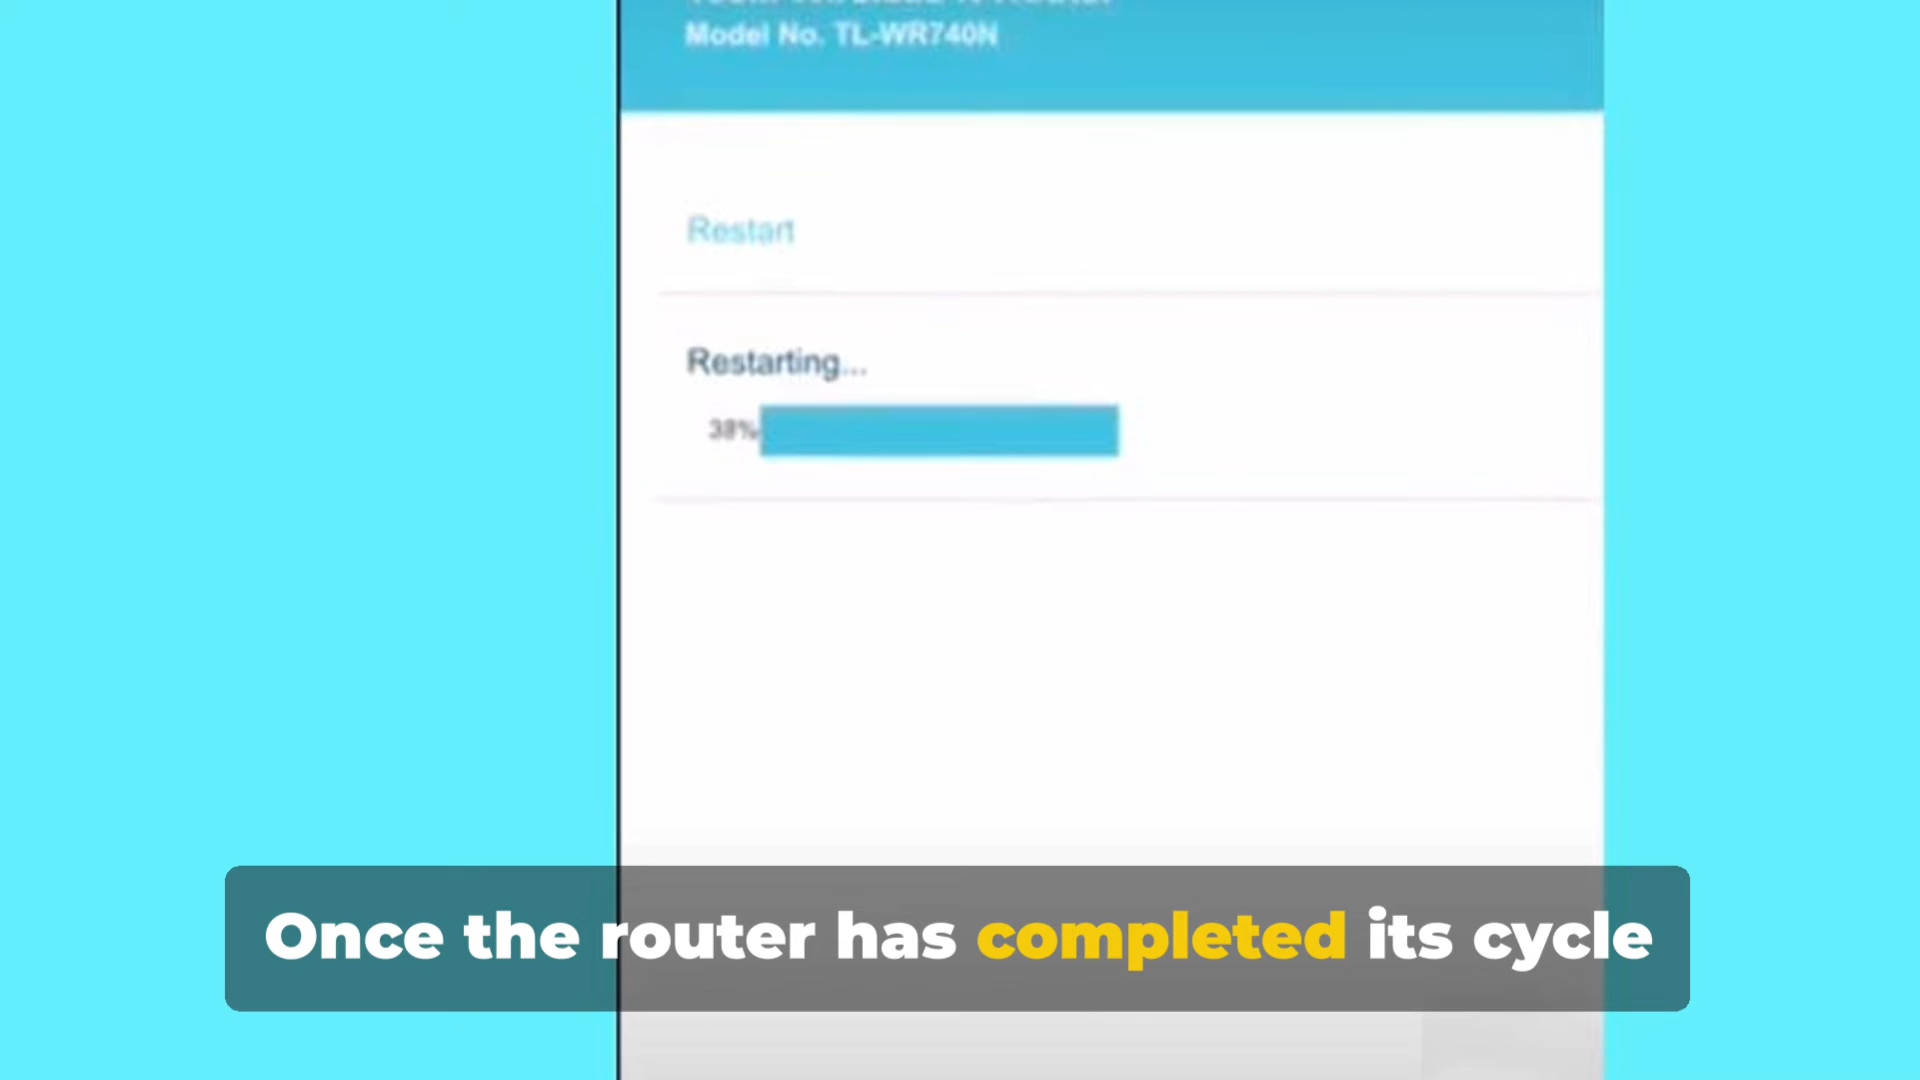 Model No. TL-WR740N
Restart
Restarting...
38%
Once the router has completed its cycle